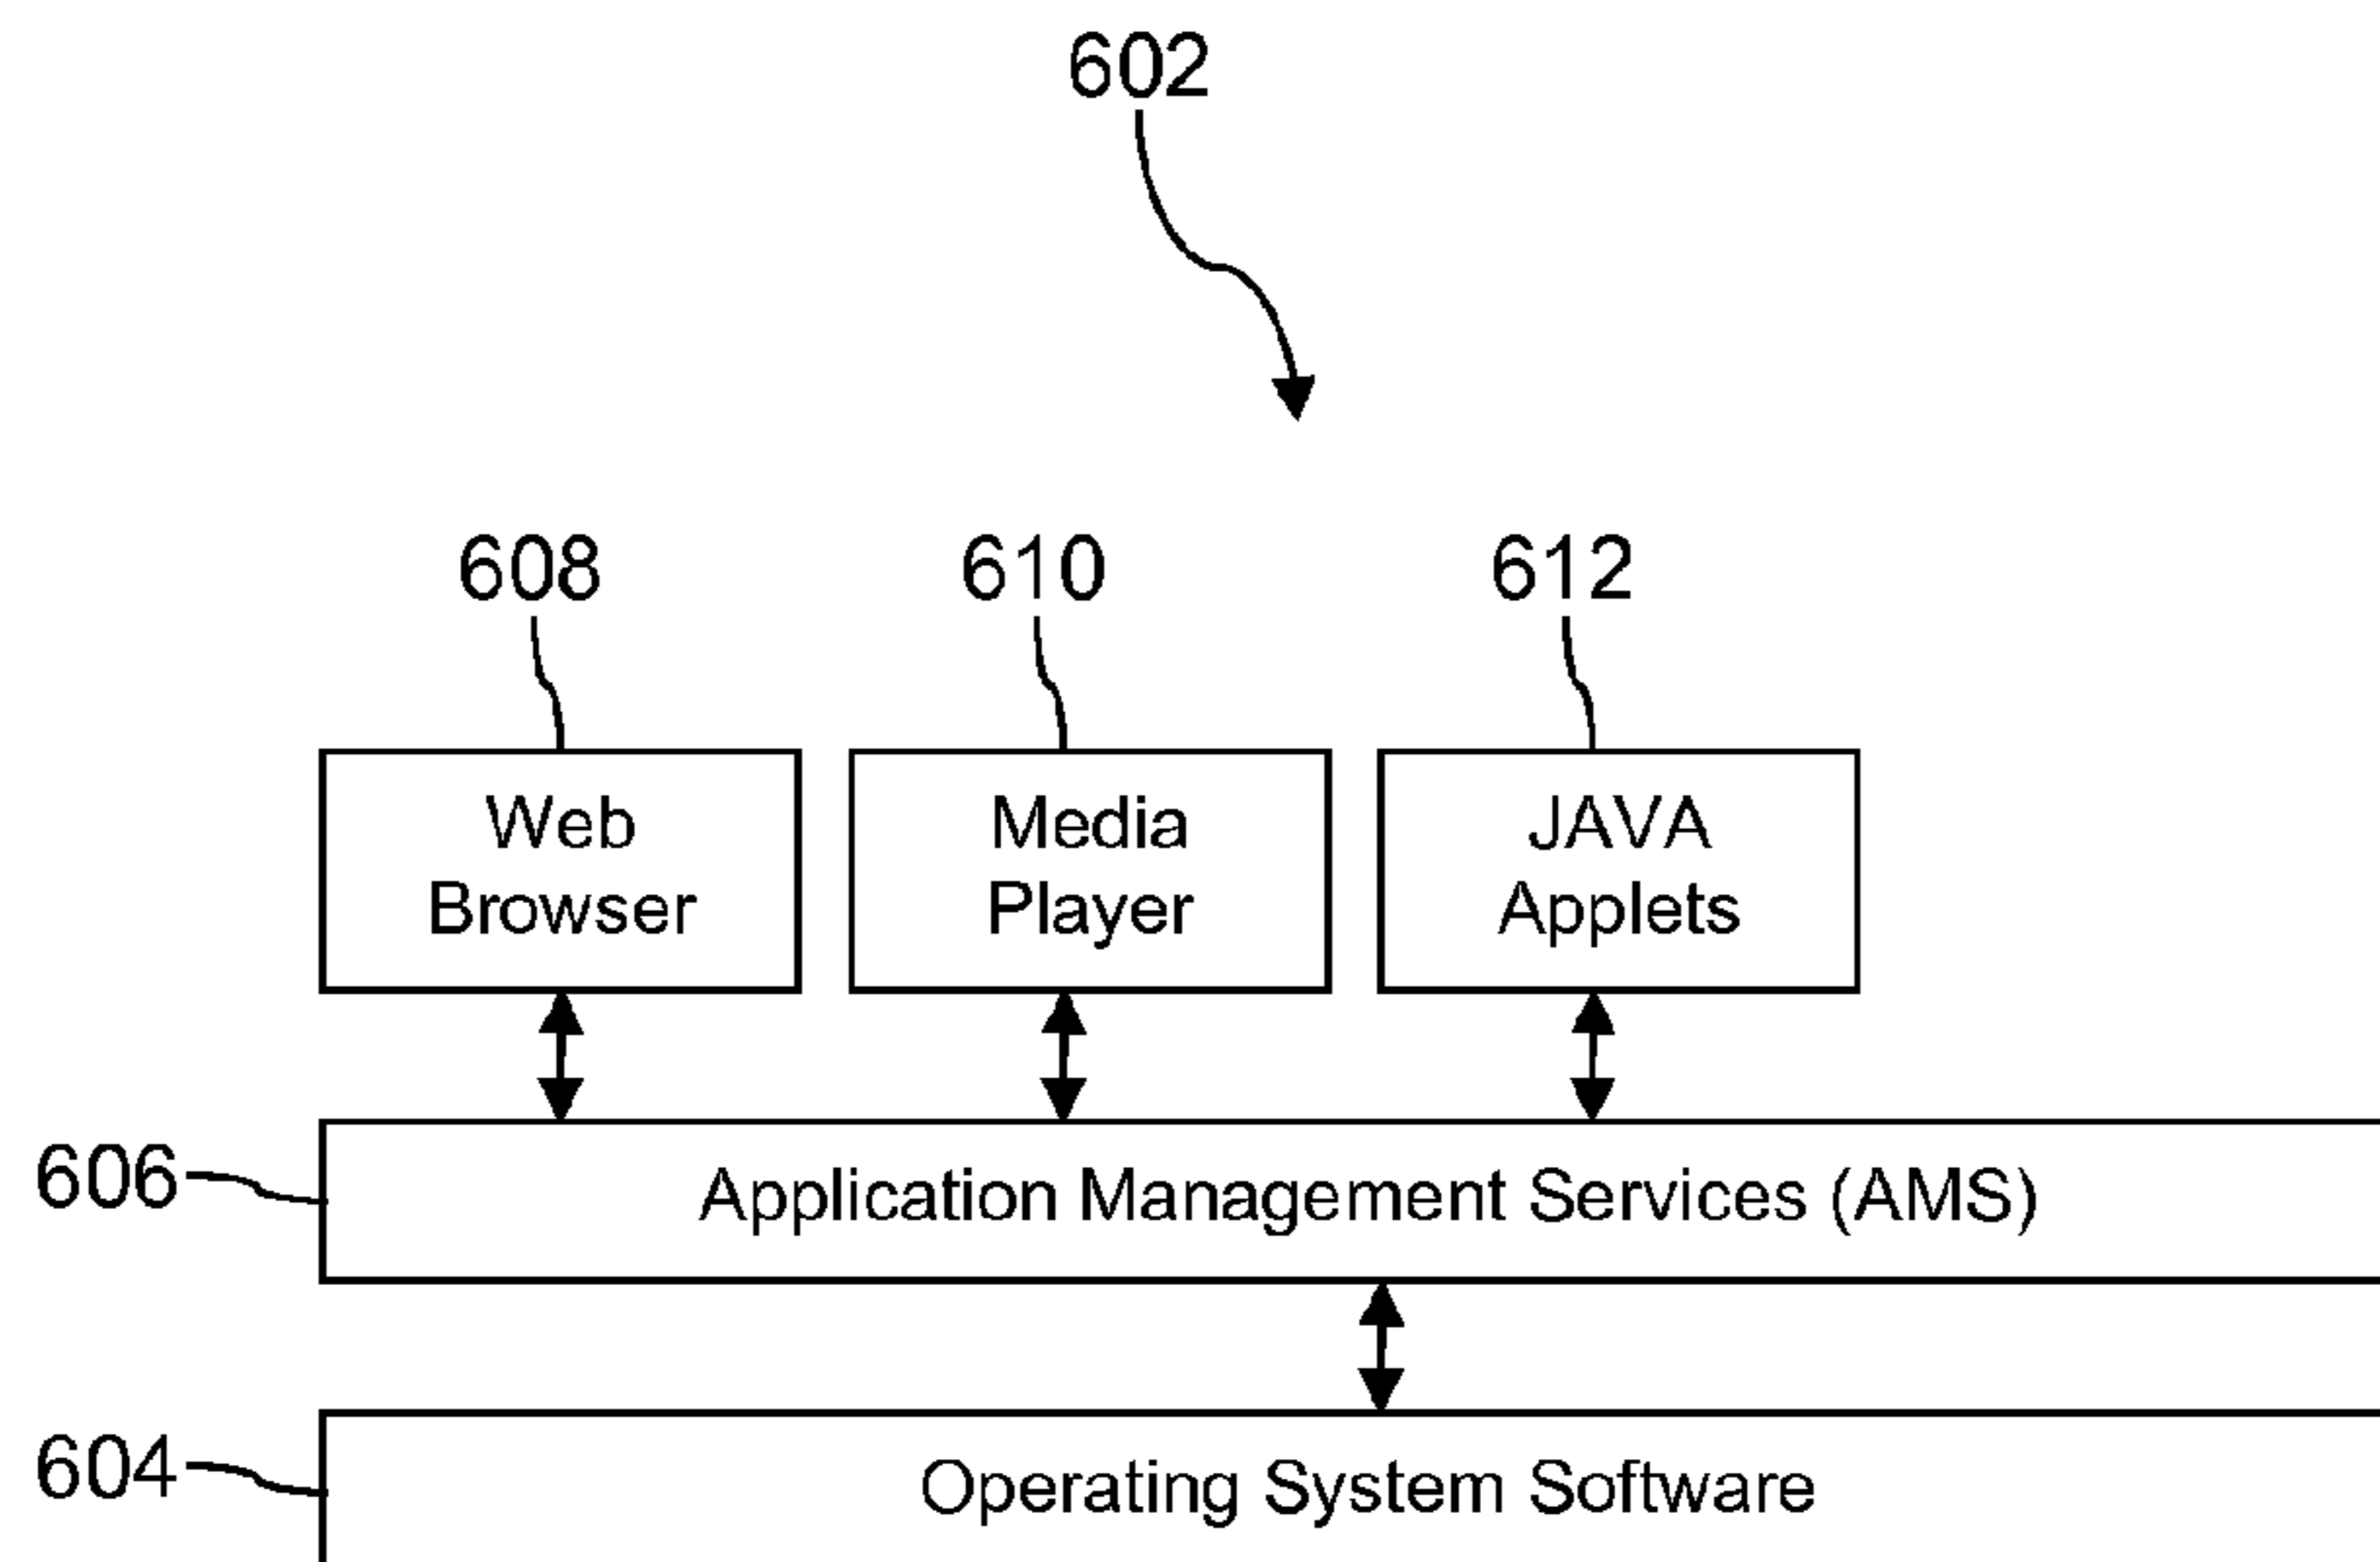 602
608
610
612
Web
Browser
Media
Player
JAVA
Applets
606
Application Management Services (AMS)
604
Operating System Software